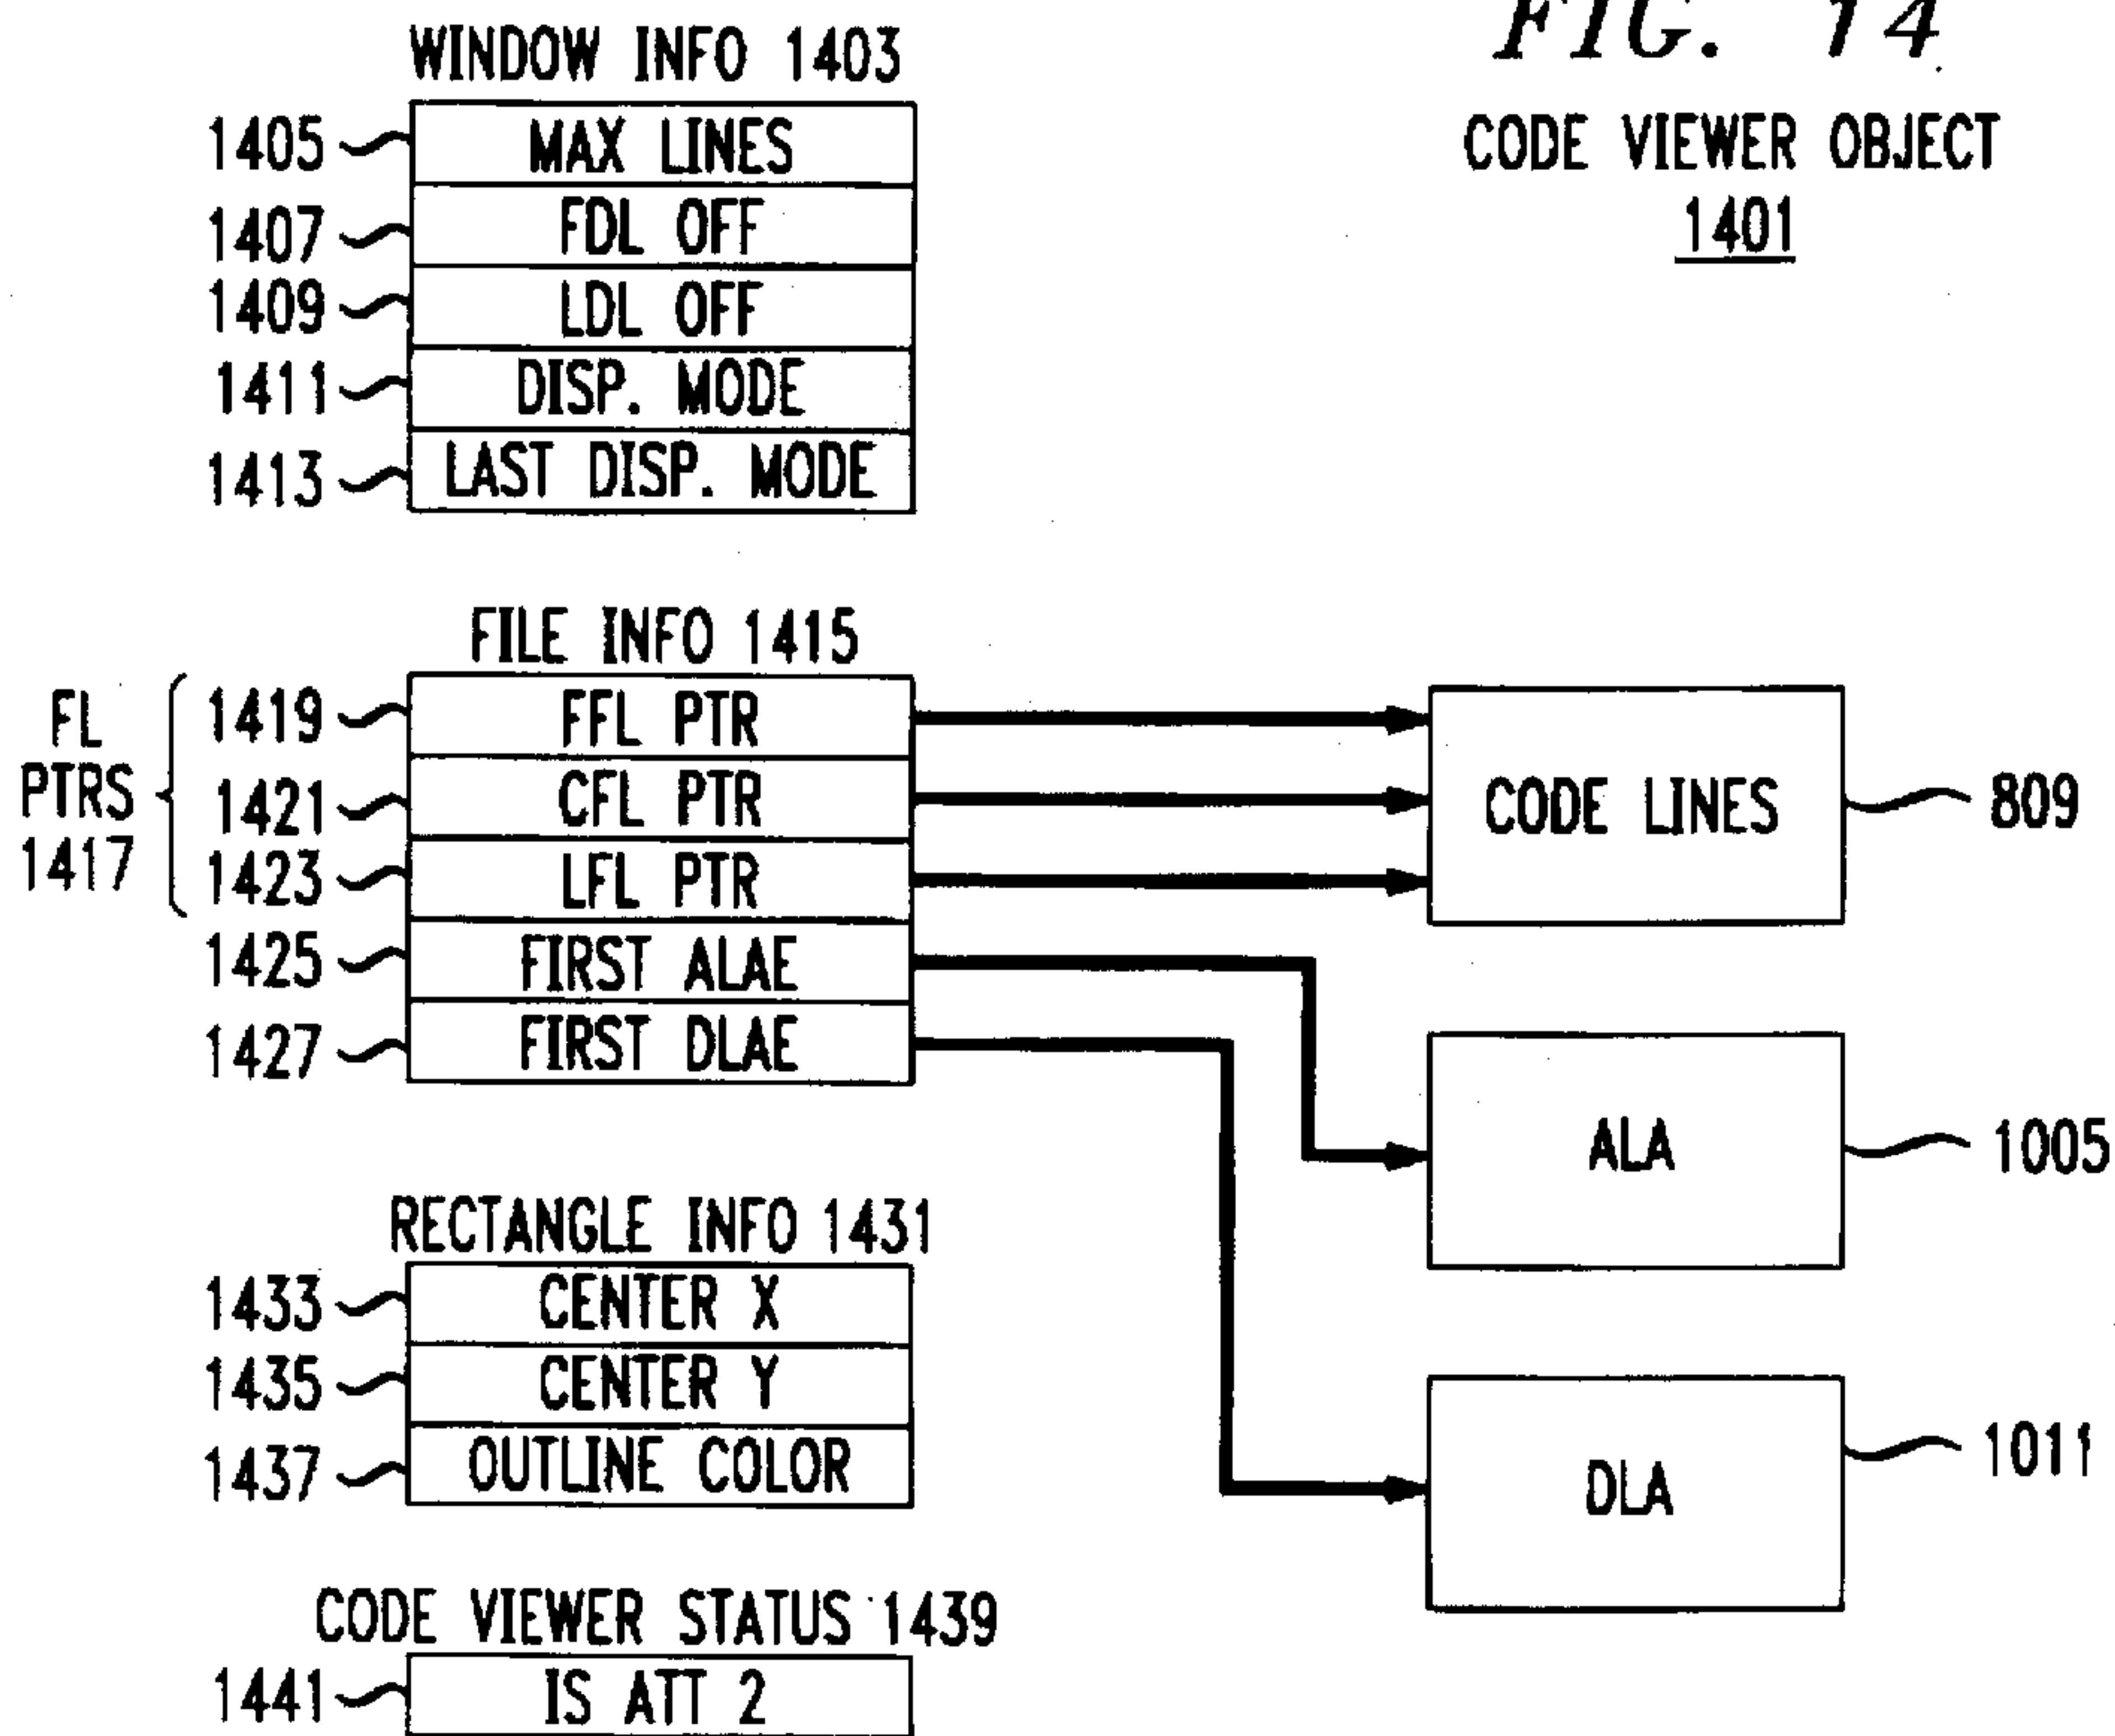 FIG. 14
CODE VIEWER OBJECT
1401
WINDOW INFO 1403
1405 MAX LINES
1407 FDL OFF
1409 LDL OFF
1411 DISP. MODE
1413 LAST DISP. MODE
FILE INFO 1415
FL PTRS 1417
1419 FFL PTR
1421 CFL PTR
1423 LFL PTR
1425 FIRST ALAE
1427 FIRST DLAE
CODE LINES 809
ALA 1005
DLA 1011
RECTANGLE INFO 1431
1433 CENTER X
1435 CENTER Y
1437 OUTLINE COLOR
CODE VIEWER STATUS 1439
1441 IS ATT 2